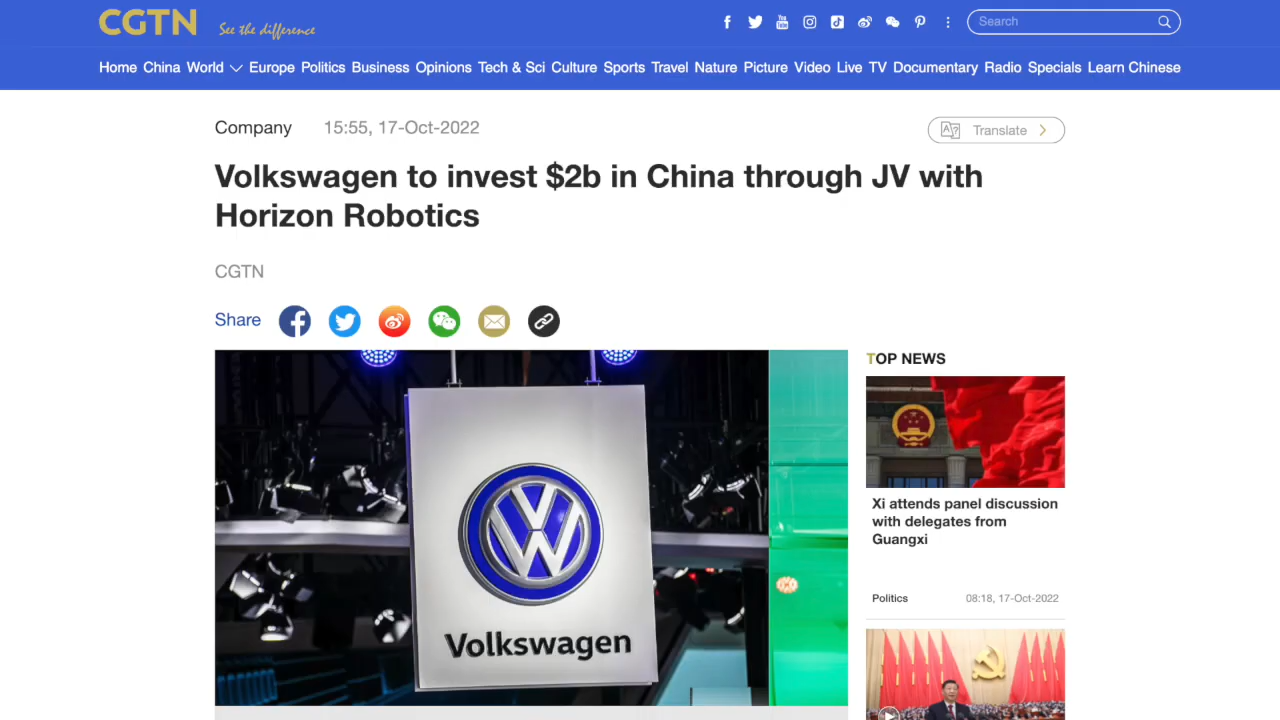 CGTN See the difference
Search
Home China World Europe Politics Business Opinions Tech & Sci Culture Sports Travel Nature Picture Video Live TV Documentary Radio Specials Learn Chinese
Company 15:55, 17-Oct-2022
Translate
Volkswagen to invest $2b in China through JV with
Horizon Robotics
CGTN
Share
Volkswagen
TOP NEWS
Xi attends panel discussion
with delegates from
Guangxi
Politics 08:18, 17-Oct-2022